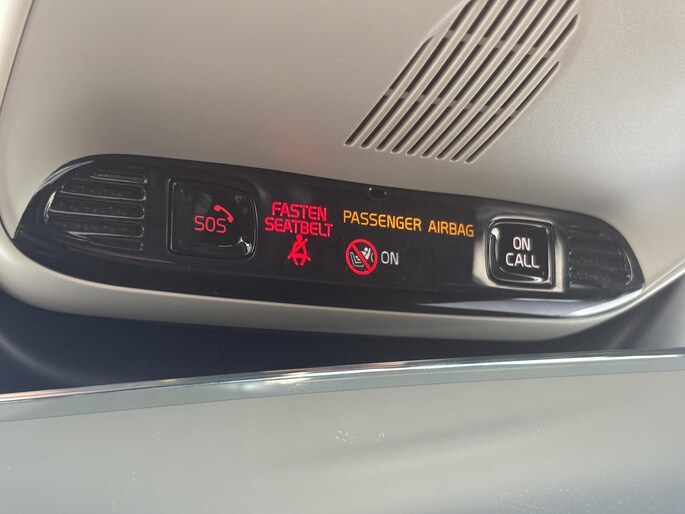 SOS
FASTEN
SEATBELT
PASSENGER AIRBAG
ON
ON
CALL